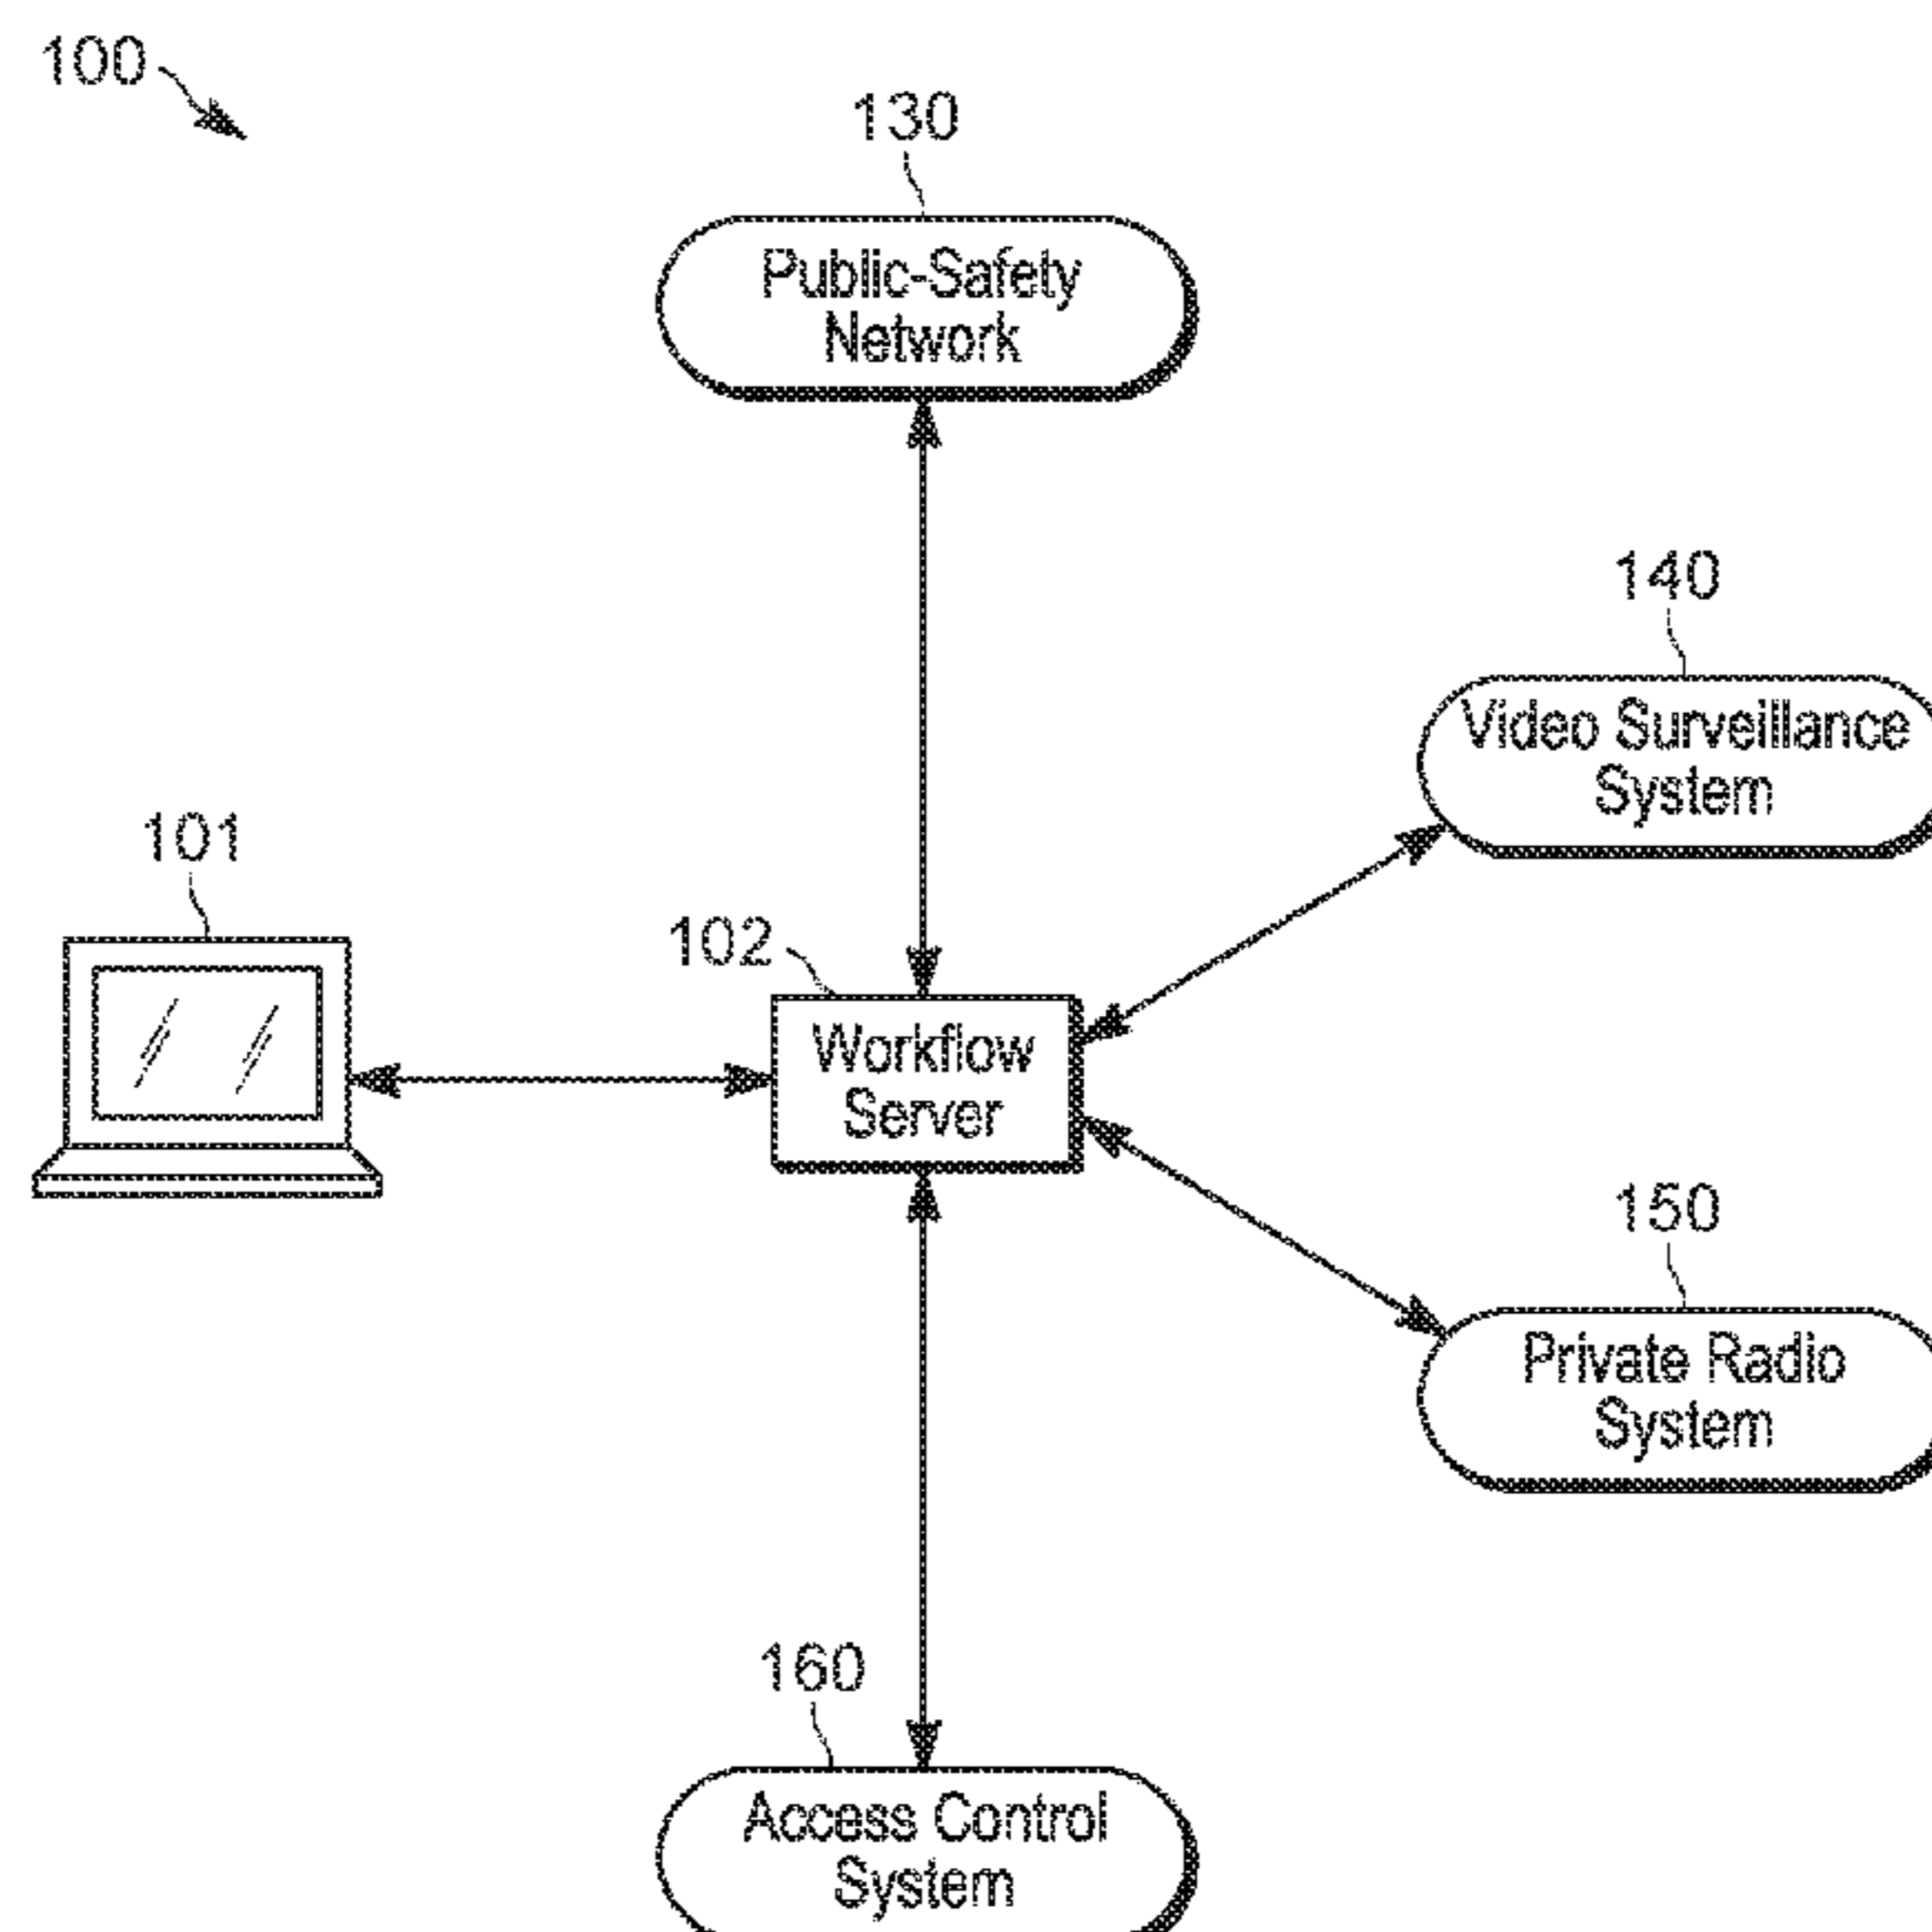 100
130
Public-Safety
Network
140
Video Surveillance
System
101
102
Workflow
Server
150
Private Radio
System
160
Access Control
System